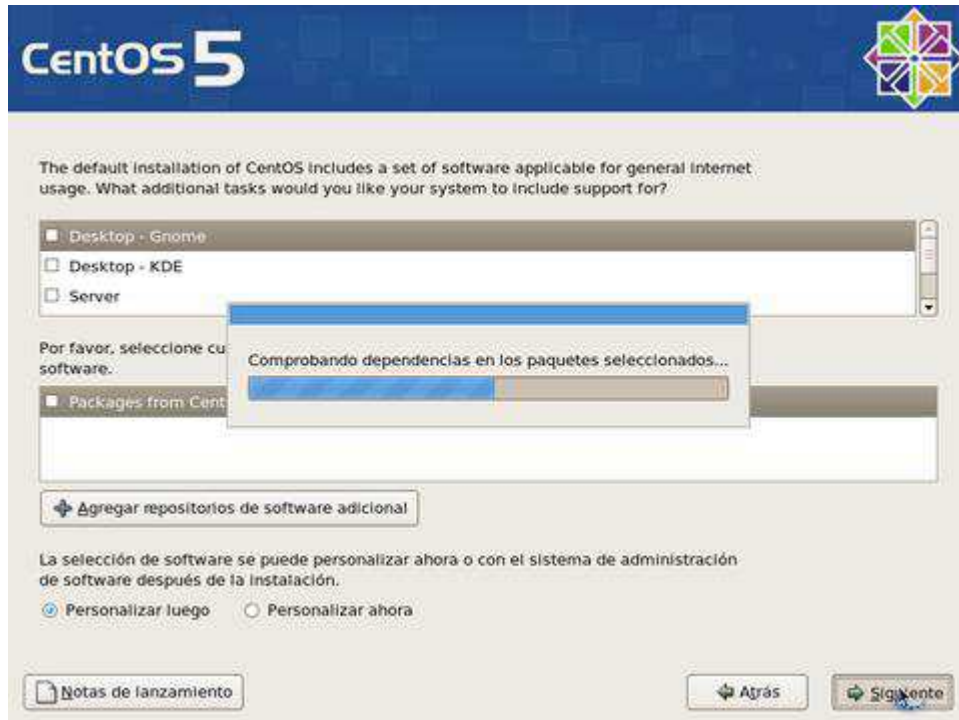 CentOS 5
The default installation of CentOS includes a set of software applicable for general internet
usage. What additional tasks would you like your system to include support for?
Desktop - Gnome
Desktop - KDE
Server
Por favor, seleccione cu
software.
Comprobando dependencias en los paquetes seleccionados...
Packages from Cent
Agregar repositorios de software adicional
La selección de software se puede personalizar ahora o con el sistema de administración
de software después de la instalación.
Personalizar luego
Personalizar ahora
Notas de lanzamiento
Atrás
Siguiente